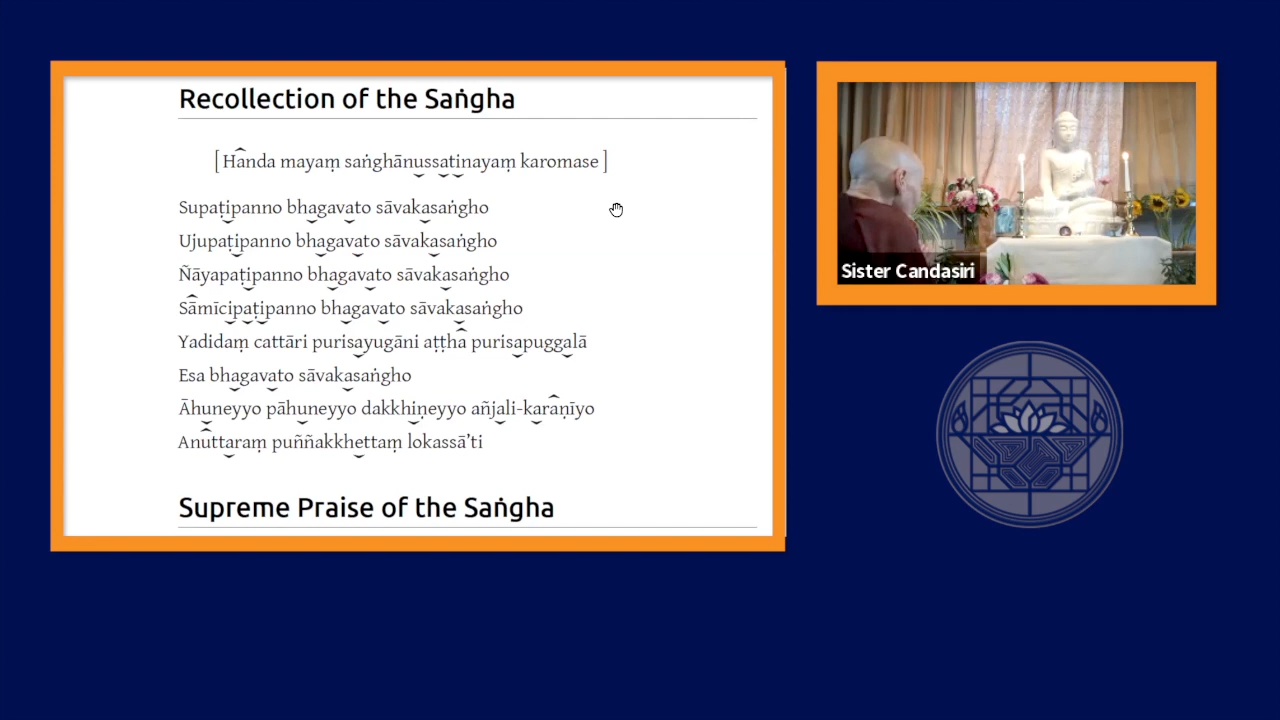 Recollection of the Saṅgha
[Handa mayaṃ saṅghānussatinayaṃ karomase]
Supaṭipanno bhagavato sāvakasaṅgho
Ujupaṭipanno bhagavato sāvakasaṅgho
Ñāyapaṭipanno bhagavato sāvakasaṅgho
Sāmīcipaṭipanno bhagavato sāvakasaṅgho
Yadidaṃ cattāri purisayugāni aṭṭha purisapuggalā
Esa bhagavato sāvakasaṅgho
Āhuneyyo pāhuneyyo dakkhiṇeyyo añjali-karaṇīyo
Anuttaraṃ puññakkhettaṃ lokassā’ti
Supreme Praise of the Saṅgha
Sister Candasiri